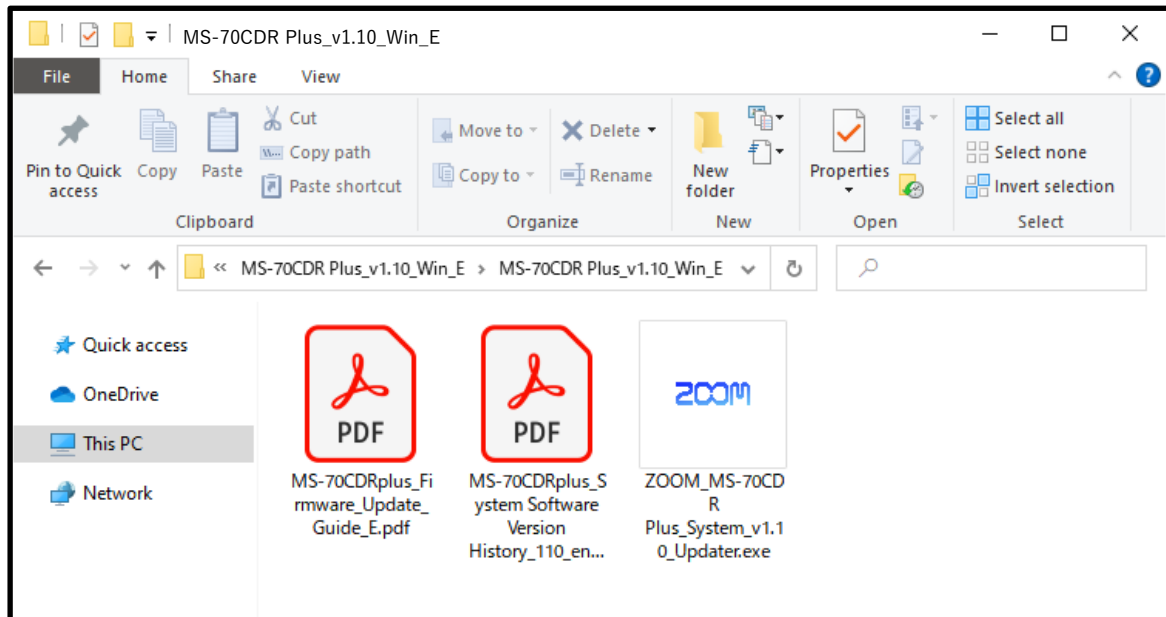 MS-70CDR Plus_v1.10_Win_E
File Home Share View
Pin to Quick access
Copy
Paste
Cut
Copy path
Paste shortcut
Clipboard
Move to
Copy to
Delete
Rename
Organize
New folder
New
Properties
Open
Select all
Select none
Invert selection
Select
« MS-70CDR Plus_v1.10_Win_E > MS-70CDR Plus_v1.10_Win_E
Quick access
OneDrive
This PC
Network
PDF
MS-70CDRplus_Fi
rmware_Update_
Guide_E.pdf
PDF
MS-70CDRplus_S
ystem Software
Version
History_110_en...
ZOOM
ZOOM_MS-70CD
R
Plus_System_v1.1
0_Updater.exe